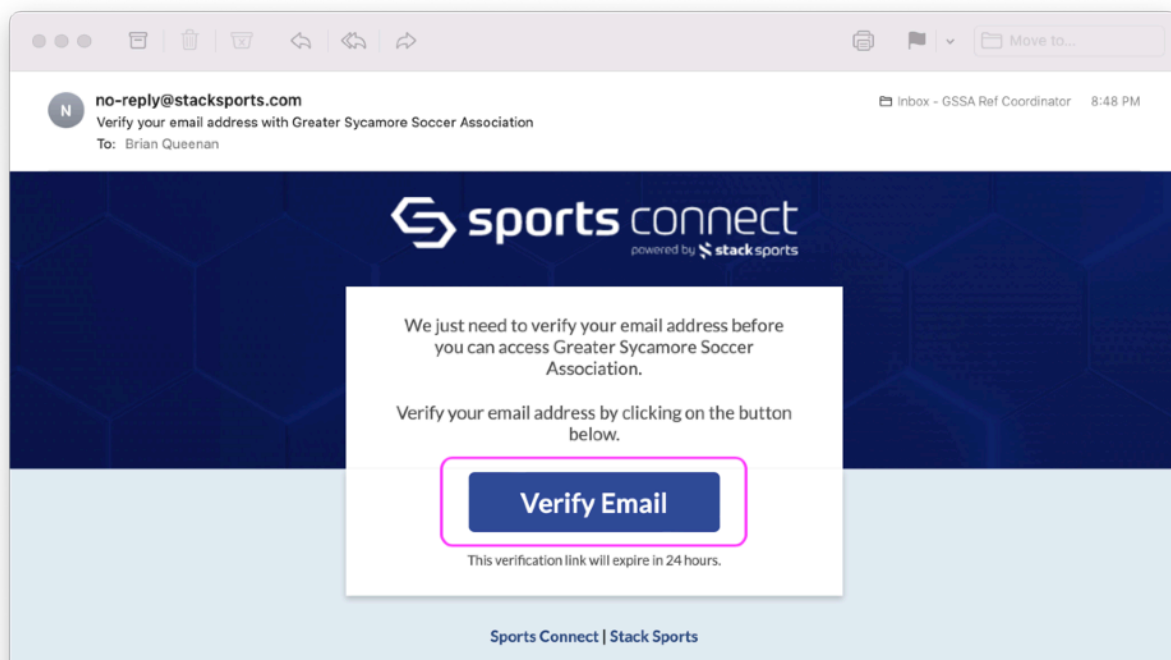 Move to...
N
no-reply@stacksports.com
Inbox - GSSA Ref Coordinator 8:48 PM
Verify your email address with Greater Sycamore Soccer Association
To: Brian Queenan
sports connect
powered by stack sports
We just need to verify your email address before
you can access Greater Sycamore Soccer
Association.
Verify your email address by clicking on the button
below.
Verify Email
This verification link will expire in 24 hours.
Sports Connect | Stack Sports